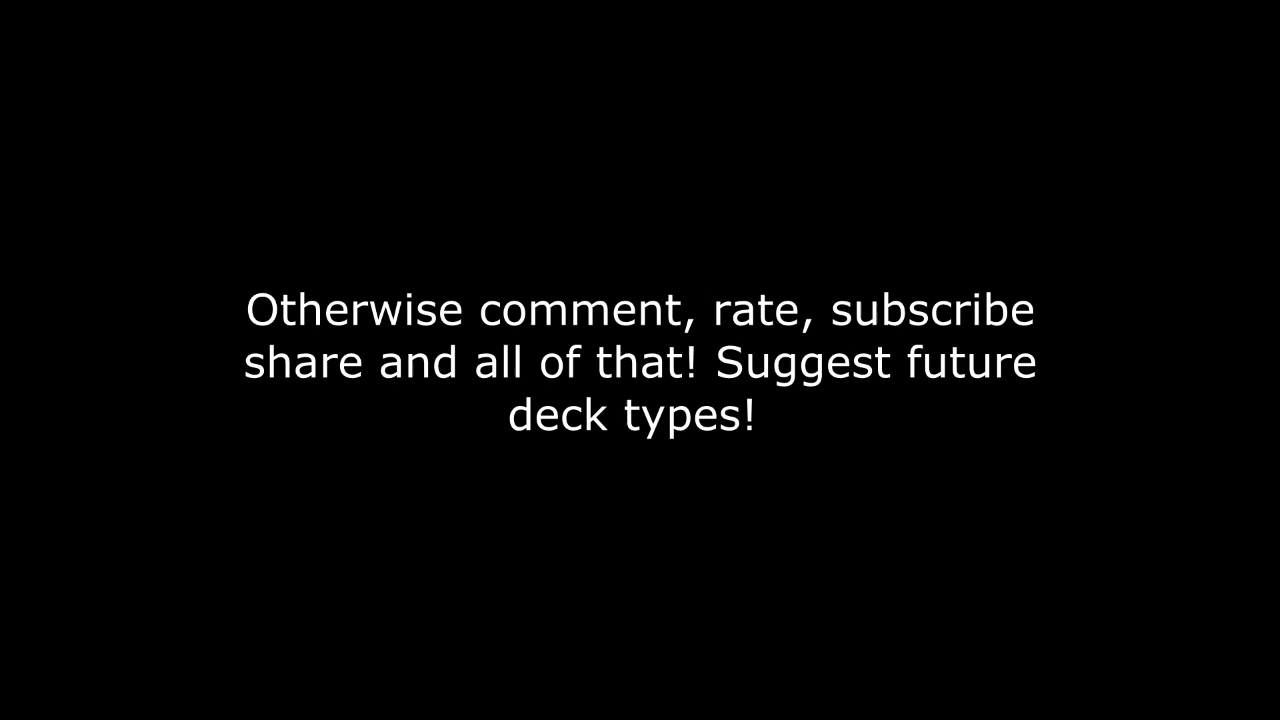 Otherwise comment, rate, subscribe
share and all of that! Suggest future
deck types!